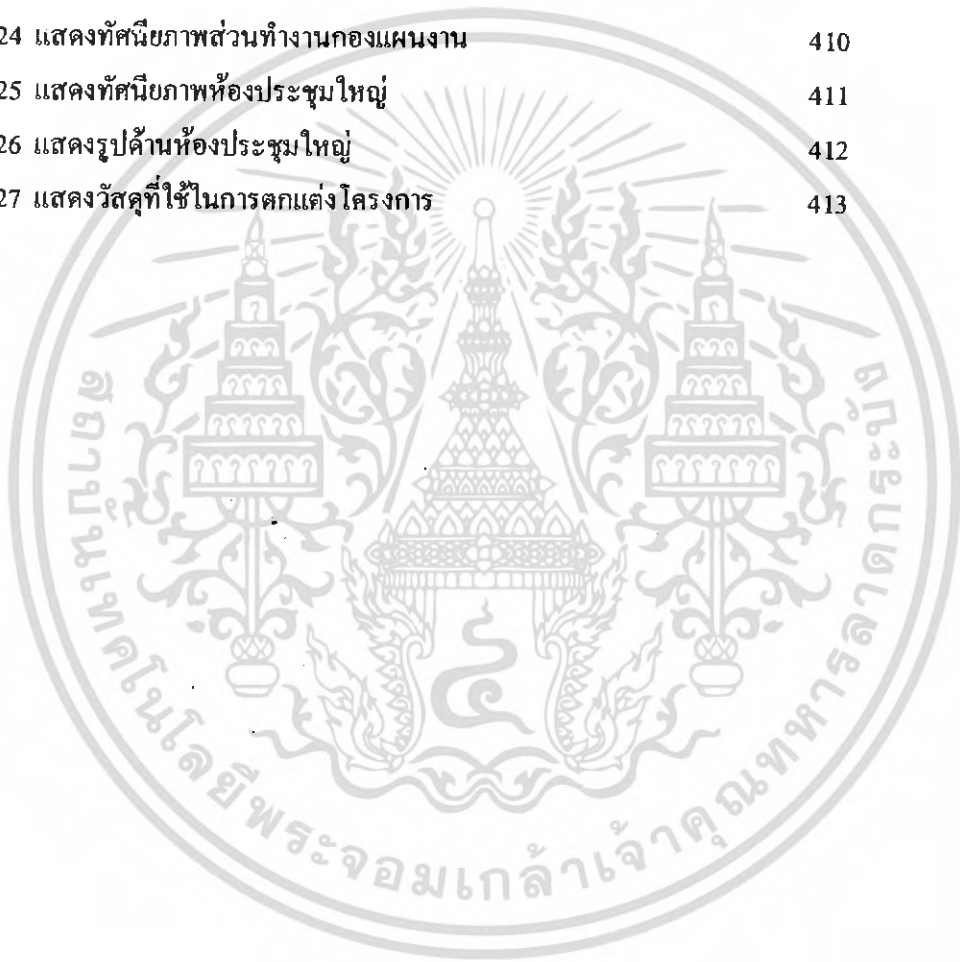 24 แสดงทัศนียภาพส่วนทำงานกองแผนงาน 410
25 แสดงทัศนียภาพห้องประชุมใหญ่ 411
26 แสดงรูปด้านห้องประชุมใหญ่ 412
27 แสดงวัสดุที่ใช้ในการตกแต่งโครงการ 413
สถาบันเทคโนโลยีพระจอมเกล้าเจ้าคุณทหารลาดกระบัง